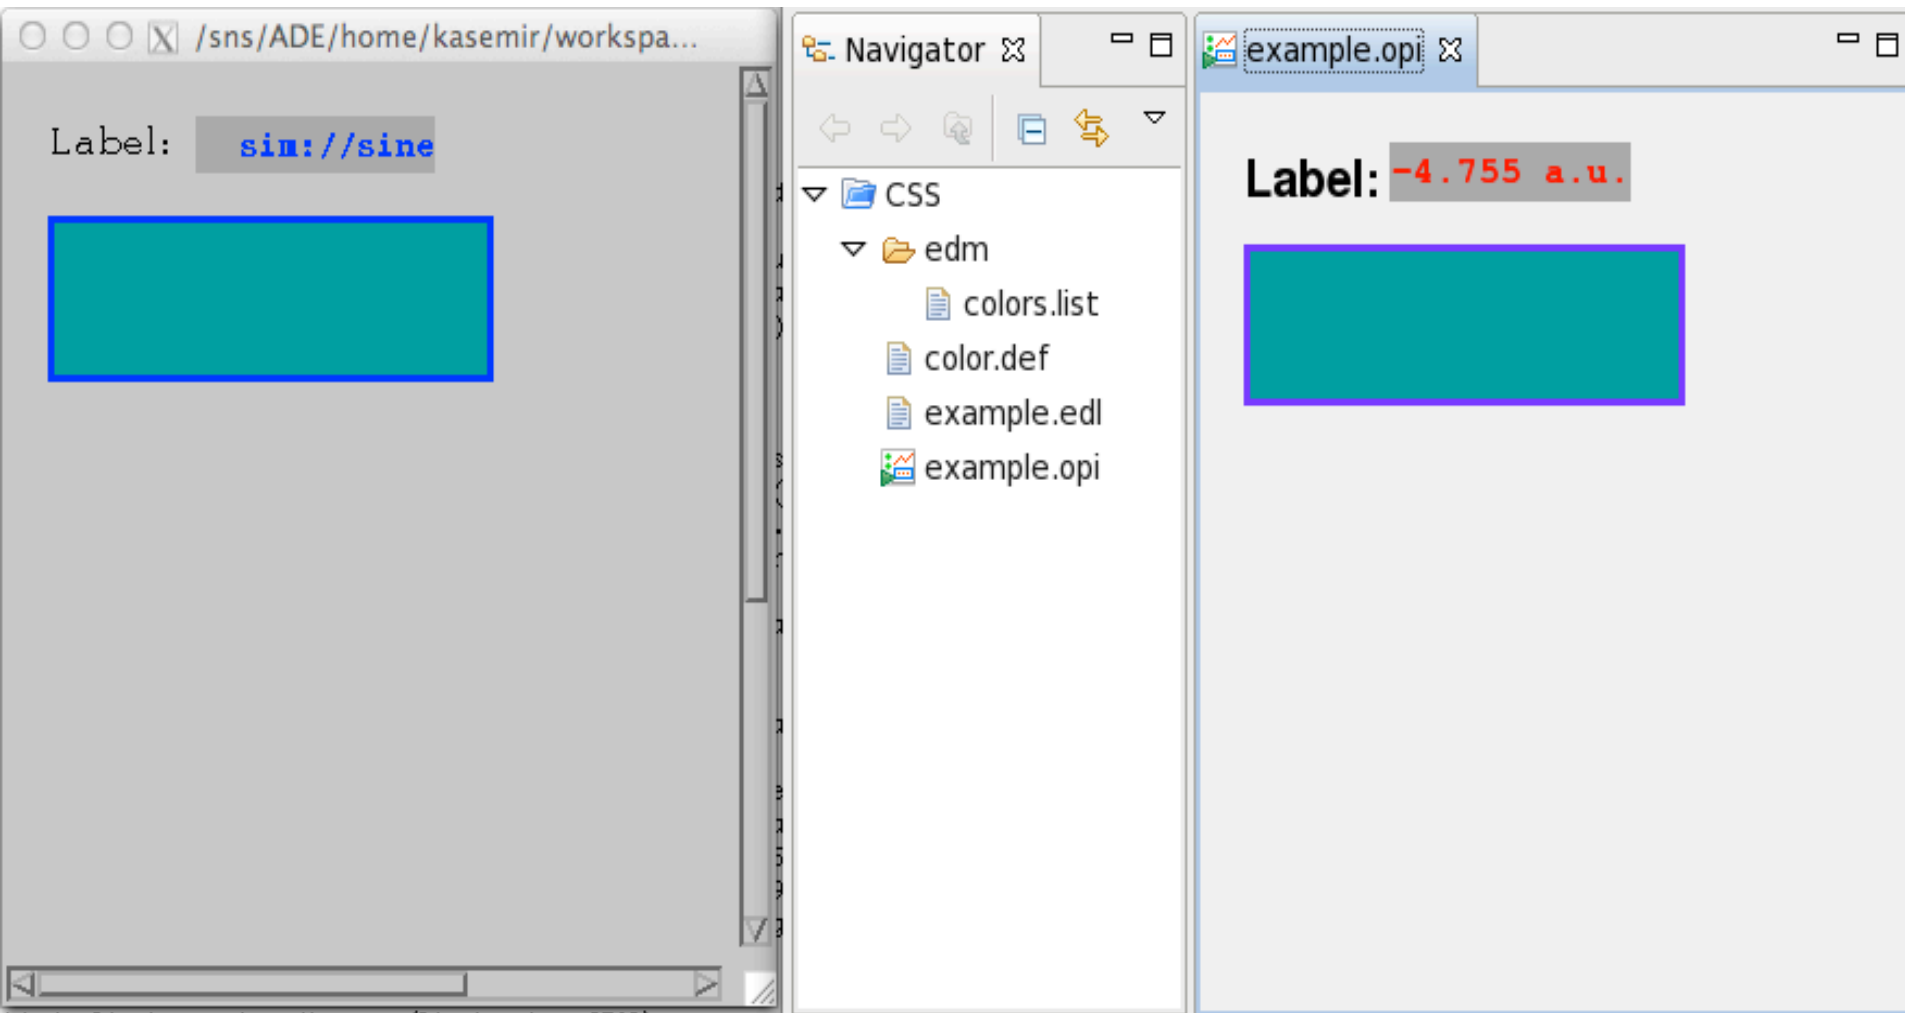 /sns/ADE/home/kasemir/workspa...
Label: sim://sine
Navigator
CSS
edm
colors.list
color.def
example.edl
example.opi
example.opi
Label: -4.755 a.u.